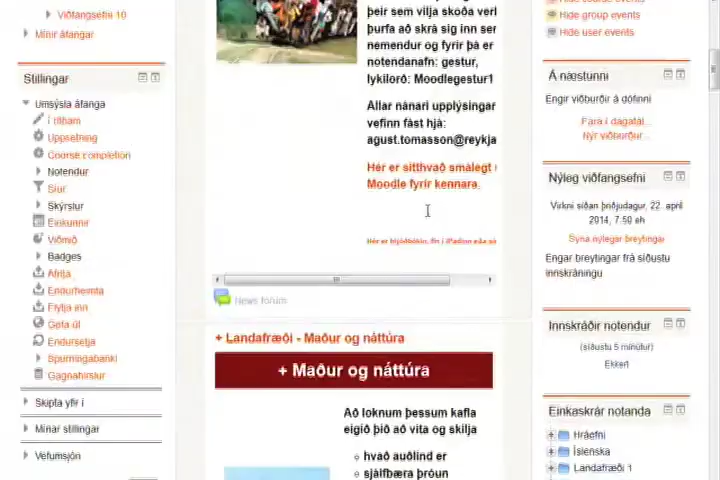 Viðfangsefni 10
Mínir áfangar
Stillingar
Umsýsla áfanga
Í ritham
Uppsetning
Course completion
Notendur
Síur
Skýrslur
Einkunnir
Viðmið
Badges
Afrita
Endurheimta
Flytja inn
Gefa út
Endursetja
Spurningabanki
Gagnahirslur
Skipta yfir í
Mínar stillingar
Vefumsjón
þeir sem vilja skoða
þurfa að skrá sig inn
nemendur og fyrir þá er
notendanafn: gestur,
lykilorð: Moodlegestur1
Allar nánari upplýsingar
vefinn fást hjá:
agust.tomasson@reykja
Hér er sitthvað smálegt
Moodle fyrir kennara.
News forum
+ Landafræði - Maður og náttúra
+ Maður og náttúra
Að loknum þessum kafla
eigið þið að vita og skilja
hvað auðlind er
sjálfbæra þróun
Hide course events
Hide group events
Hide user events
Á næstunni
Engir viðburðir á döfinni
Fara í dagatal...
Nýr viðburður...
Nýleg viðfangsefni
Virkni síðan þriðjudagur, 22. apríl
2014, 7:50 eh
Sýna nýlegar breytingar
Engar breytingar frá síðustu
innskráningu
Innskráðir notendur
(síðustu 5 mínútur)
Ekkert
Einkaskrár notanda
Hráefni
Íslenska
Landafræði 1